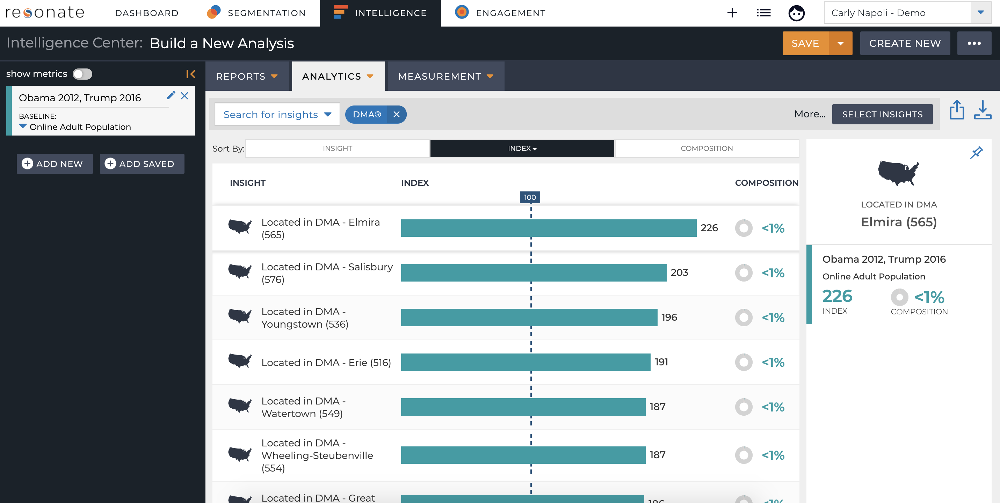 resonate
DASHBOARD
SEGMENTATION
INTELLIGENCE
ENGAGEMENT
Carly Napoli - Demo
Intelligence Center: Build a New Analysis
SAVE
CREATE NEW
show metrics
REPORTS
ANALYTICS
MEASUREMENT
Obama 2012, Trump 2016
BASELINE:
Online Adult Population
ADD NEW
ADD SAVED
Search for insights
DMA®
More...
SELECT INSIGHTS
Sort By:
INSIGHT
INDEX
COMPOSITION
INSIGHT
INDEX
COMPOSITION
100
Located in DMA - Elmira
(565)
226
<1%
Located in DMA - Salisbury
(576)
203
<1%
Located in DMA -
Youngstown (536)
196
<1%
Located in DMA - Erie (516)
191
<1%
Located in DMA -
Watertown (549)
187
<1%
Located in DMA -
Wheeling-Steubenville
(554)
187
<1%
Located in DMA - Great
186
<1%
LOCATED IN DMA
Elmira (565)
Obama 2012, Trump 2016
Online Adult Population
226
INDEX
<1%
COMPOSITION